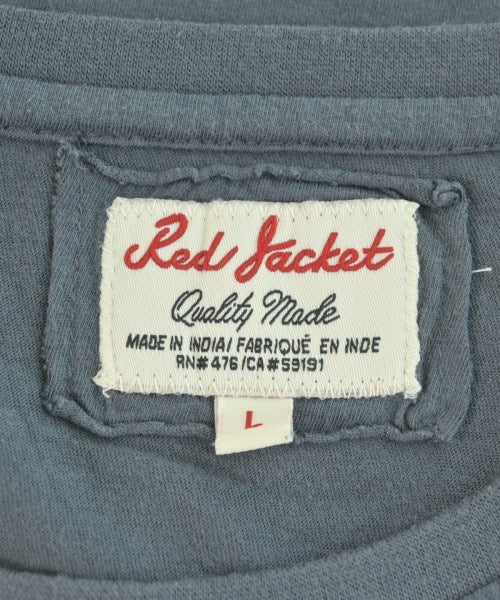 Red Jacket
Quality Made
MADE IN INDIA/ FABRIQUÉ EN INDE
RN#476/CA#59191
L